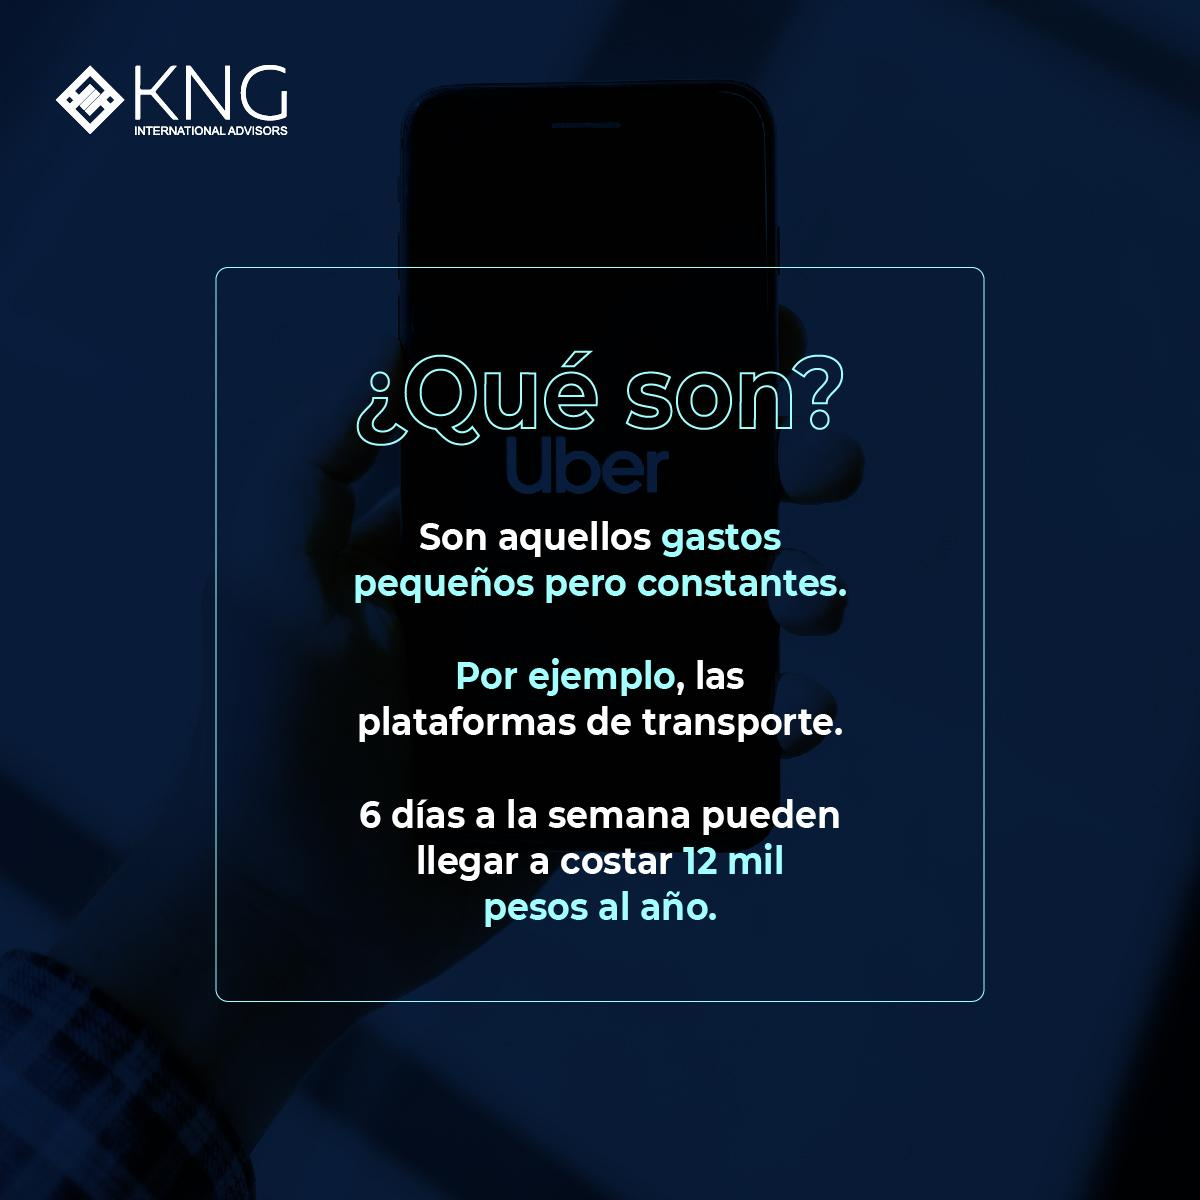 KNG
INTERNATIONAL ADVISORS
¿Qué son?
Uber
Son aquellos gastos
pequeños pero constantes.
Por ejemplo, las
plataformas de transporte.
6 días a la semana pueden
llegar a costar 12 mil
pesos al año.